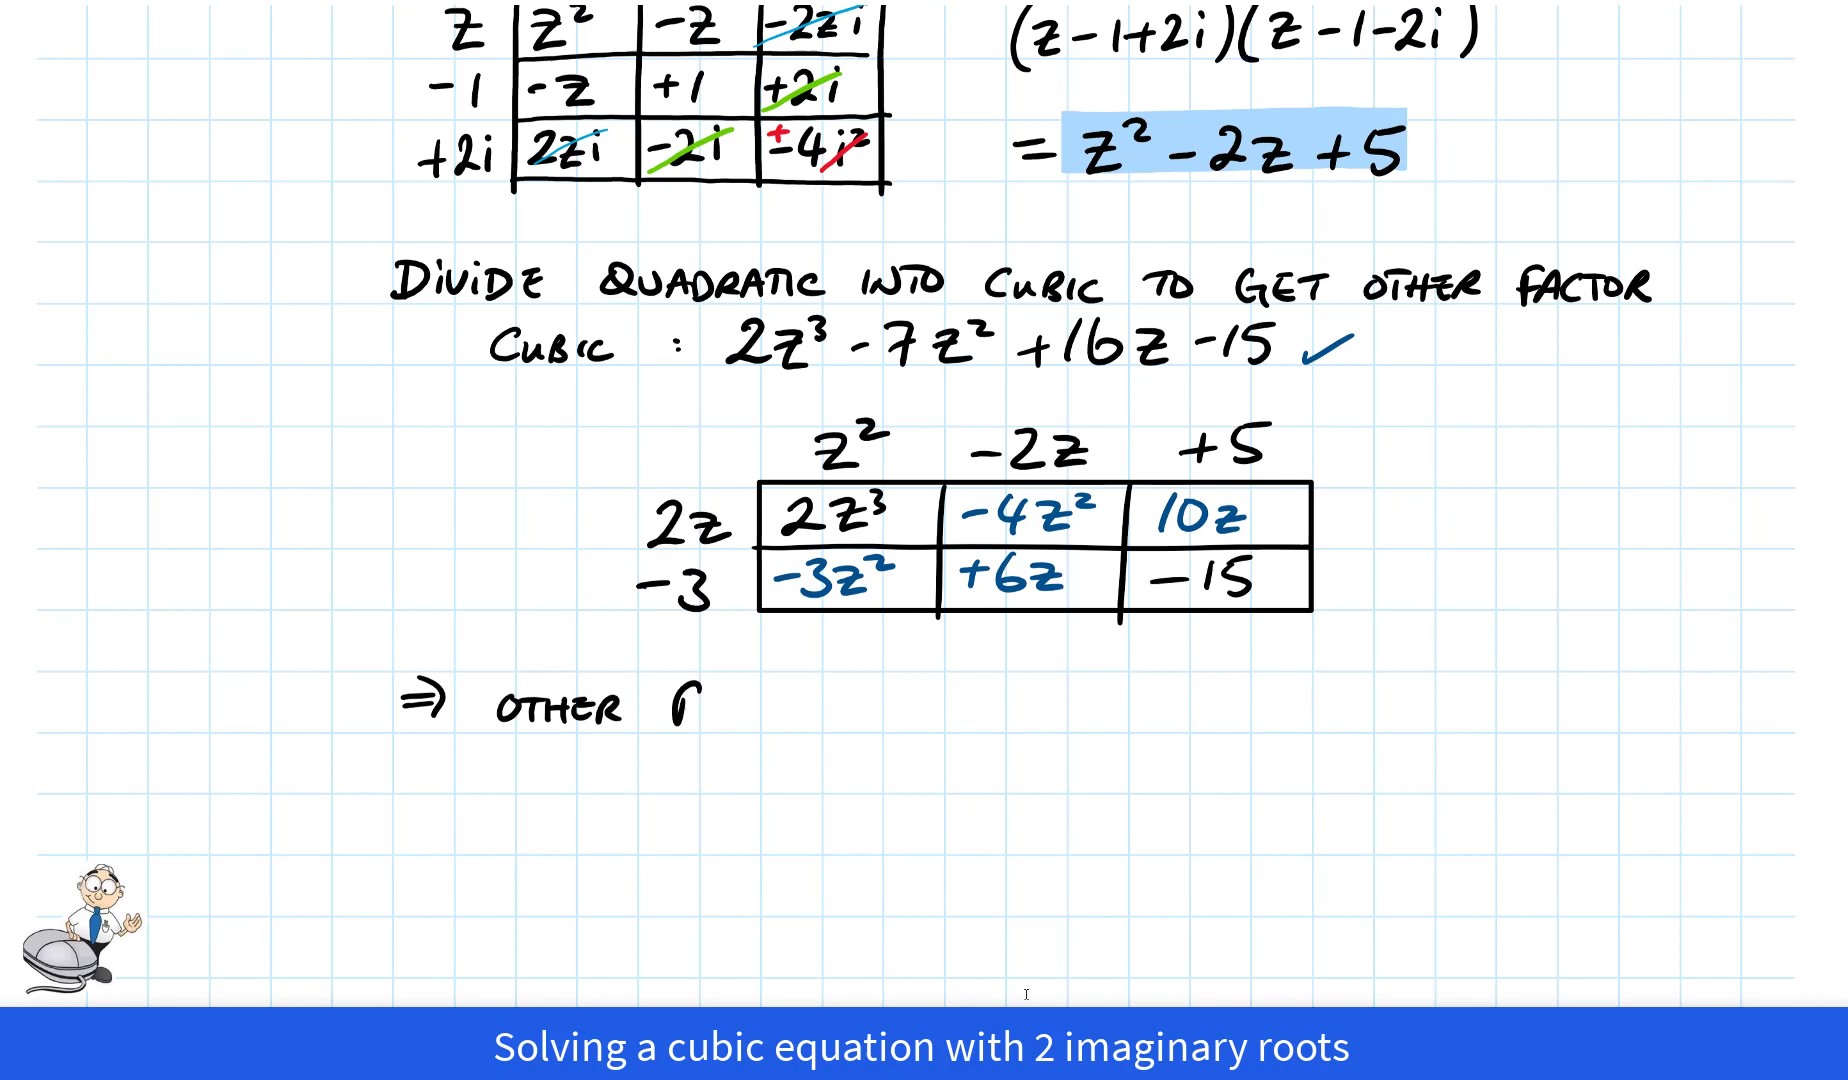 z z² -z -2zi (z-1+2i)(z-1-2i)
-1 -z +1 +2i
+2i 2zi -2i +-4i² = z² - 2z + 5
DIVIDE QUADRATIC INTO CUBIC TO GET OTHER FACTOR
CUBIC : 2z³ - 7z² + 16z - 15 ✓
z² -2z +5
2z 2z³ -4z² 10z
-3 -3z² +6z -15
⇒ OTHER
Solving a cubic equation with 2 imaginary roots